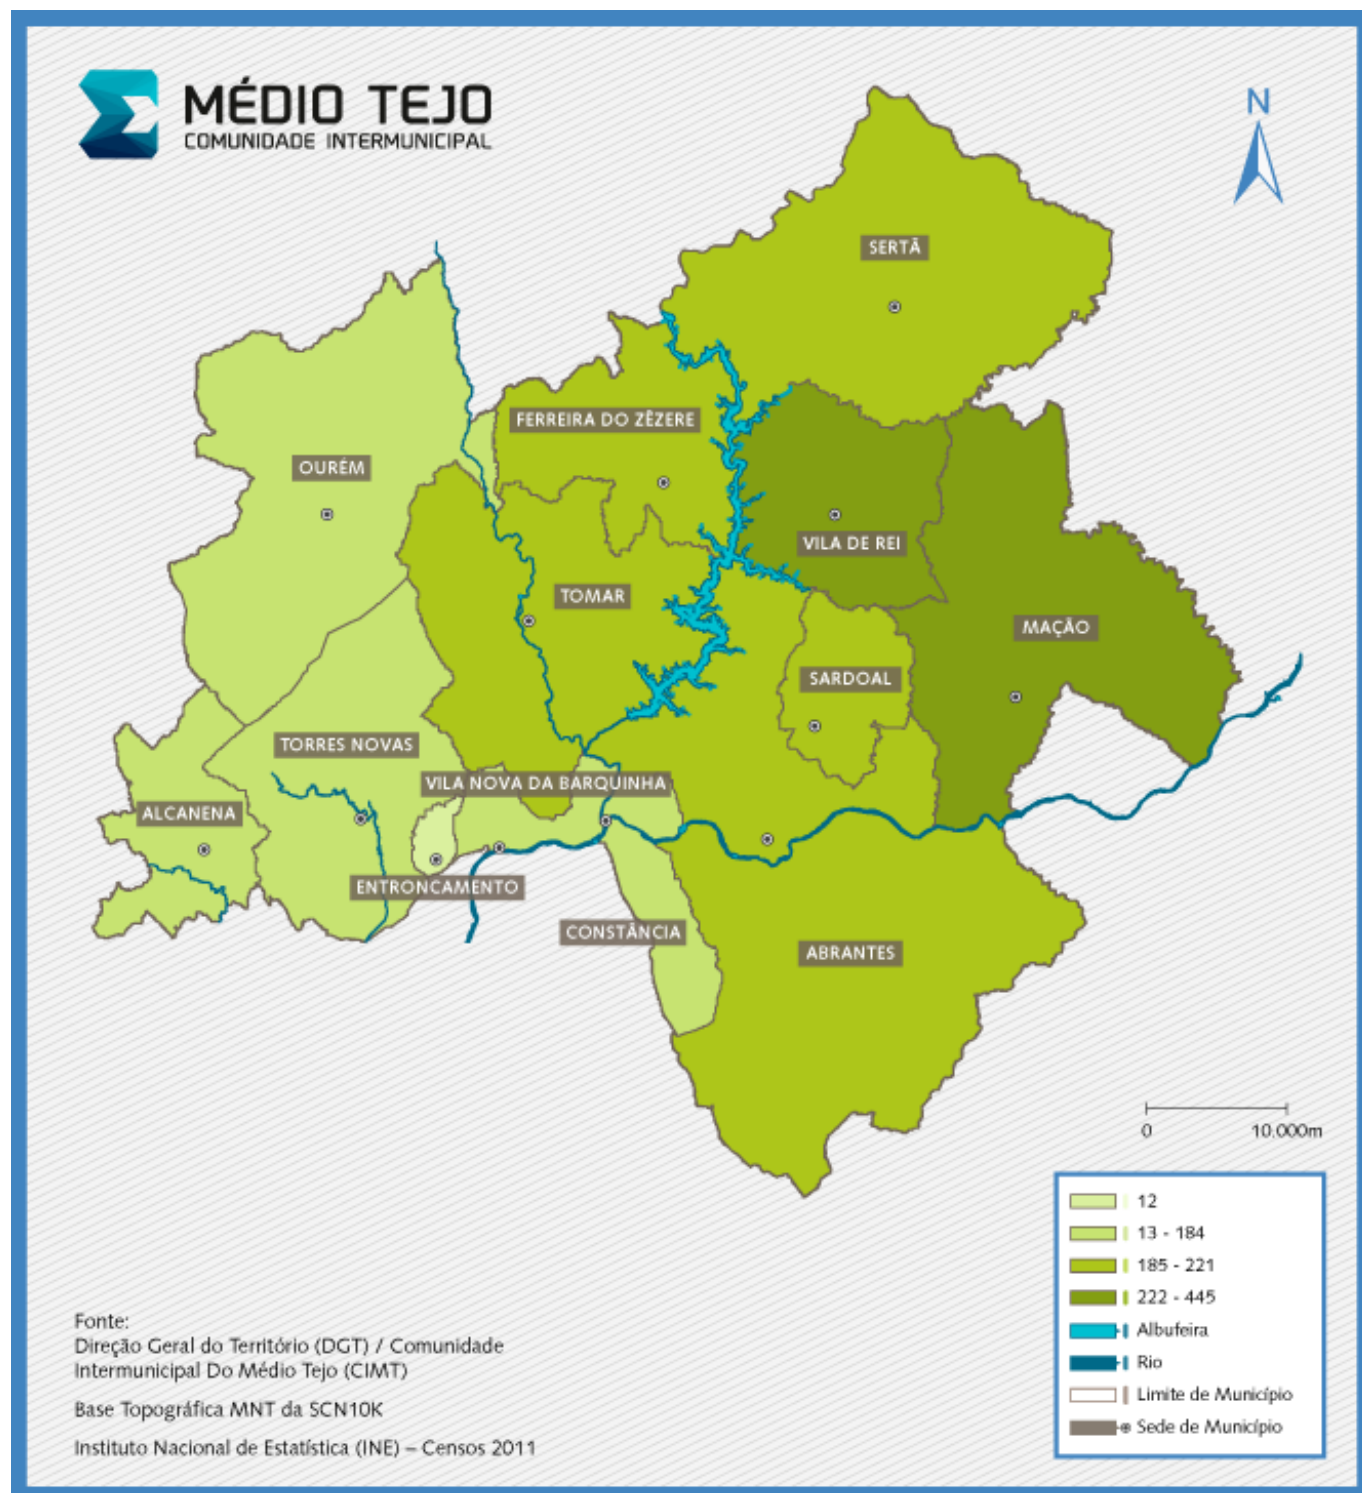 MÉDIO TEJO
COMUNIDADE INTERMUNICIPAL
N
SERTÃ
FERREIRA DO ZÊZERE
OURÉM
VILA DE REI
TOMAR
MAÇÃO
SARDOAL
TORRES NOVAS
VILA NOVA DA BARQUINHA
ALCANENA
ENTRONCAMENTO
CONSTÂNCIA
ABRANTES
0 10.000m
12
13 - 184
185 - 221
222 - 445
Albufeira
Rio
Limite de Município
Sede de Município
Fonte:
Direção Geral do Território (DGT) / Comunidade
Intermunicipal Do Médio Tejo (CIMT)
Base Topográfica MNT da SCN10K
Instituto Nacional de Estatística (INE) – Censos 2011